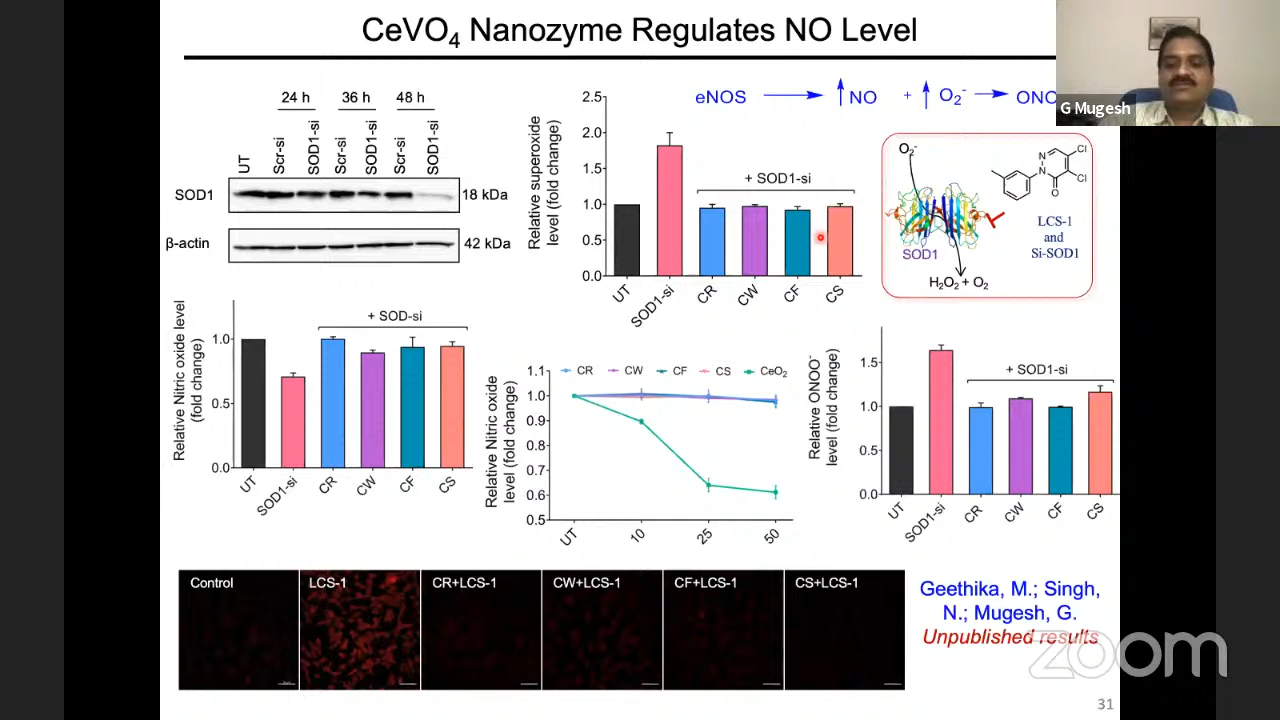 CeVO₄ Nanozyme Regulates NO Level
G Mugesh
24 h 36 h 48 h
UT Scr-si SOD1-si Scr-si SOD1-si Scr-si SOD1-si
SOD1 18 kDa
β-actin 42 kDa
Relative superoxide
level (fold change)
2.5
2.0
1.5
1.0
0.5
0.0
+ SOD1-si
UT SOD1-si CR CW CF CS
eNOS NO + O₂⁻ ONO
O₂⁻
SOD1
H₂O₂ + O₂
N
N
O
Cl
Cl
LCS-1
and
Si-SOD1
Relative Nitric oxide level
(fold change)
1.0
0.5
0.0
+ SOD-si
UT SOD1-si CR CW CF CS
Relative Nitric oxide
level (fold change)
CR CW CF CS CeO₂
1.1
1.0
0.9
0.8
0.7
0.6
0.5
UT 10 25 50
Relative ONOO⁻
level (fold change)
1.5
1.0
0.5
0.0
+ SOD1-si
UT SOD1-si CR CW CF CS
Control LCS-1 CR+LCS-1 CW+LCS-1 CF+LCS-1 CS+LCS-1
Geethika, M.; Singh,
N.; Mugesh, G.
Unpublished results
zoom
31